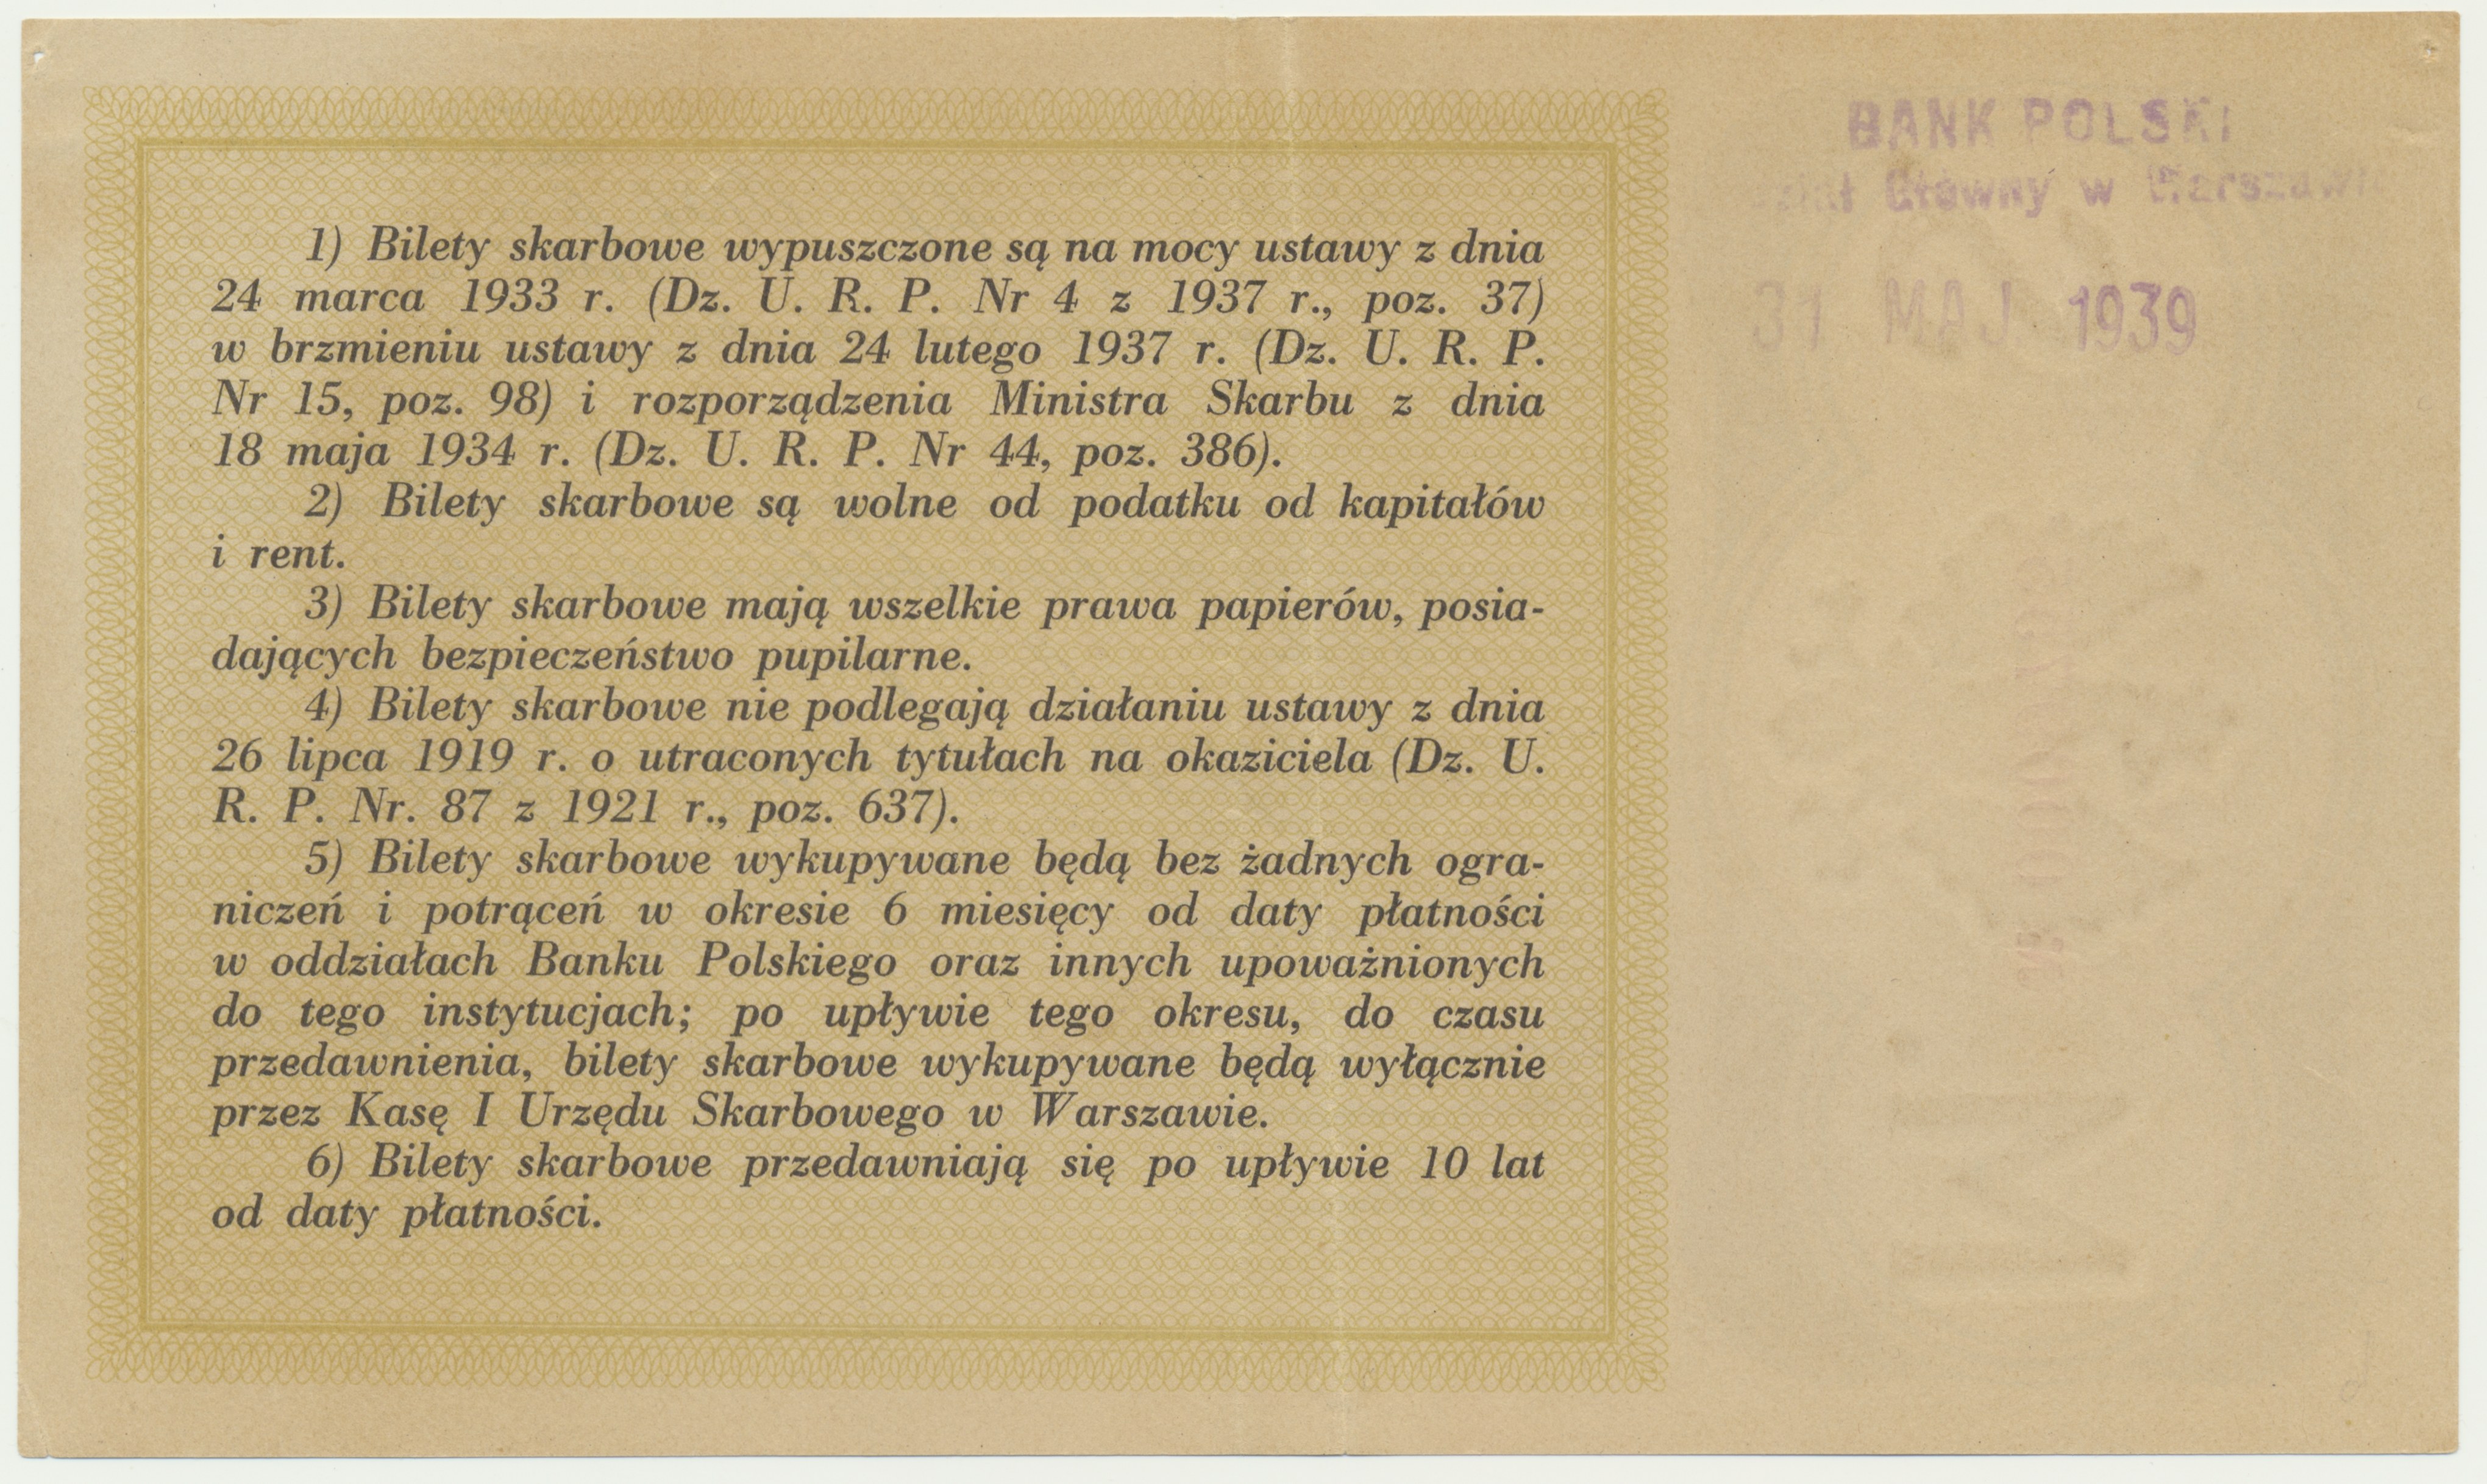 1) Bilety skarbowe wypuszczone są na mocy ustawy z dnia
24 marca 1933 r. (Dz. U. R. P. Nr 4 z 1937 r., poz. 37)
w brzmieniu ustawy z dnia 24 lutego 1937 r. (Dz. U. R. P.
Nr 15, poz. 98) i rozporządzenia Ministra Skarbu z dnia
18 maja 1934 r. (Dz. U. R. P. Nr 44, poz. 386).
2) Bilety skarbowe są wolne od podatku od kapitałów
i rent.
3) Bilety skarbowe mają wszelkie prawa papierów, posia-
dających bezpieczeństwo pupilarne.
4) Bilety skarbowe nie podlegają działaniu ustawy z dnia
26 lipca 1919 r. o utraconych tytułach na okaziciela (Dz. U.
R. P. Nr. 87 z 1921 r., poz. 637).
5) Bilety skarbowe wykupywane będą bez żadnych ogra-
niczeń i potrąceń w okresie 6 miesięcy od daty płatności
w oddziałach Banku Polskiego oraz innych upoważnionych
do tego instytucjach; po upływie tego okresu, do czasu
przedawnienia, bilety skarbowe wykupywane będą wyłącznie
przez Kasę I Urzędu Skarbowego w Warszawie.
6) Bilety skarbowe przedawniają się po upływie 10 lat
od daty płatności.
BANK POLSKI
Główny w Warszawie
31 MAJ 1939